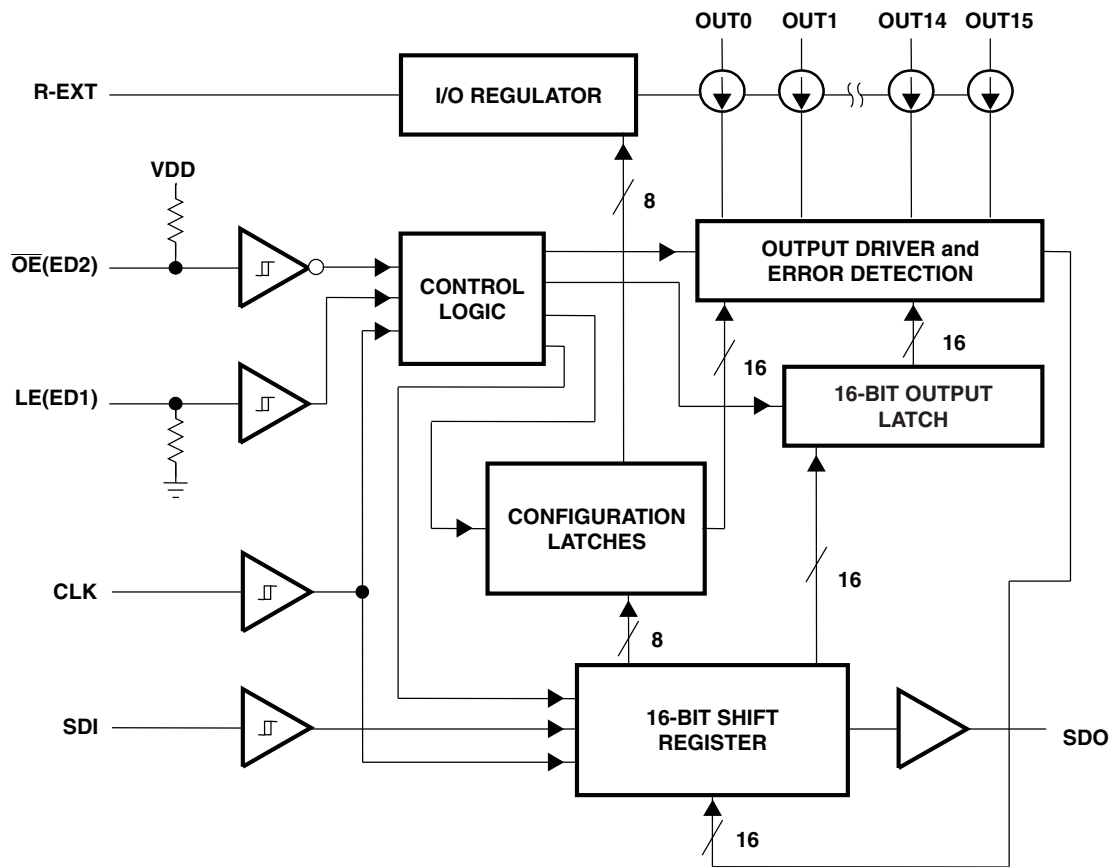 OUT0 OUT1 OUT14 OUT15
R-EXT
I/O REGULATOR
VDD
8
OE(ED2)
CONTROL
LOGIC
OUTPUT DRIVER and
ERROR DETECTION
16
16
LE(ED1)
16-BIT OUTPUT
LATCH
CONFIGURATION
LATCHES
CLK
16
8
SDI
16-BIT SHIFT
REGISTER
SDO
16